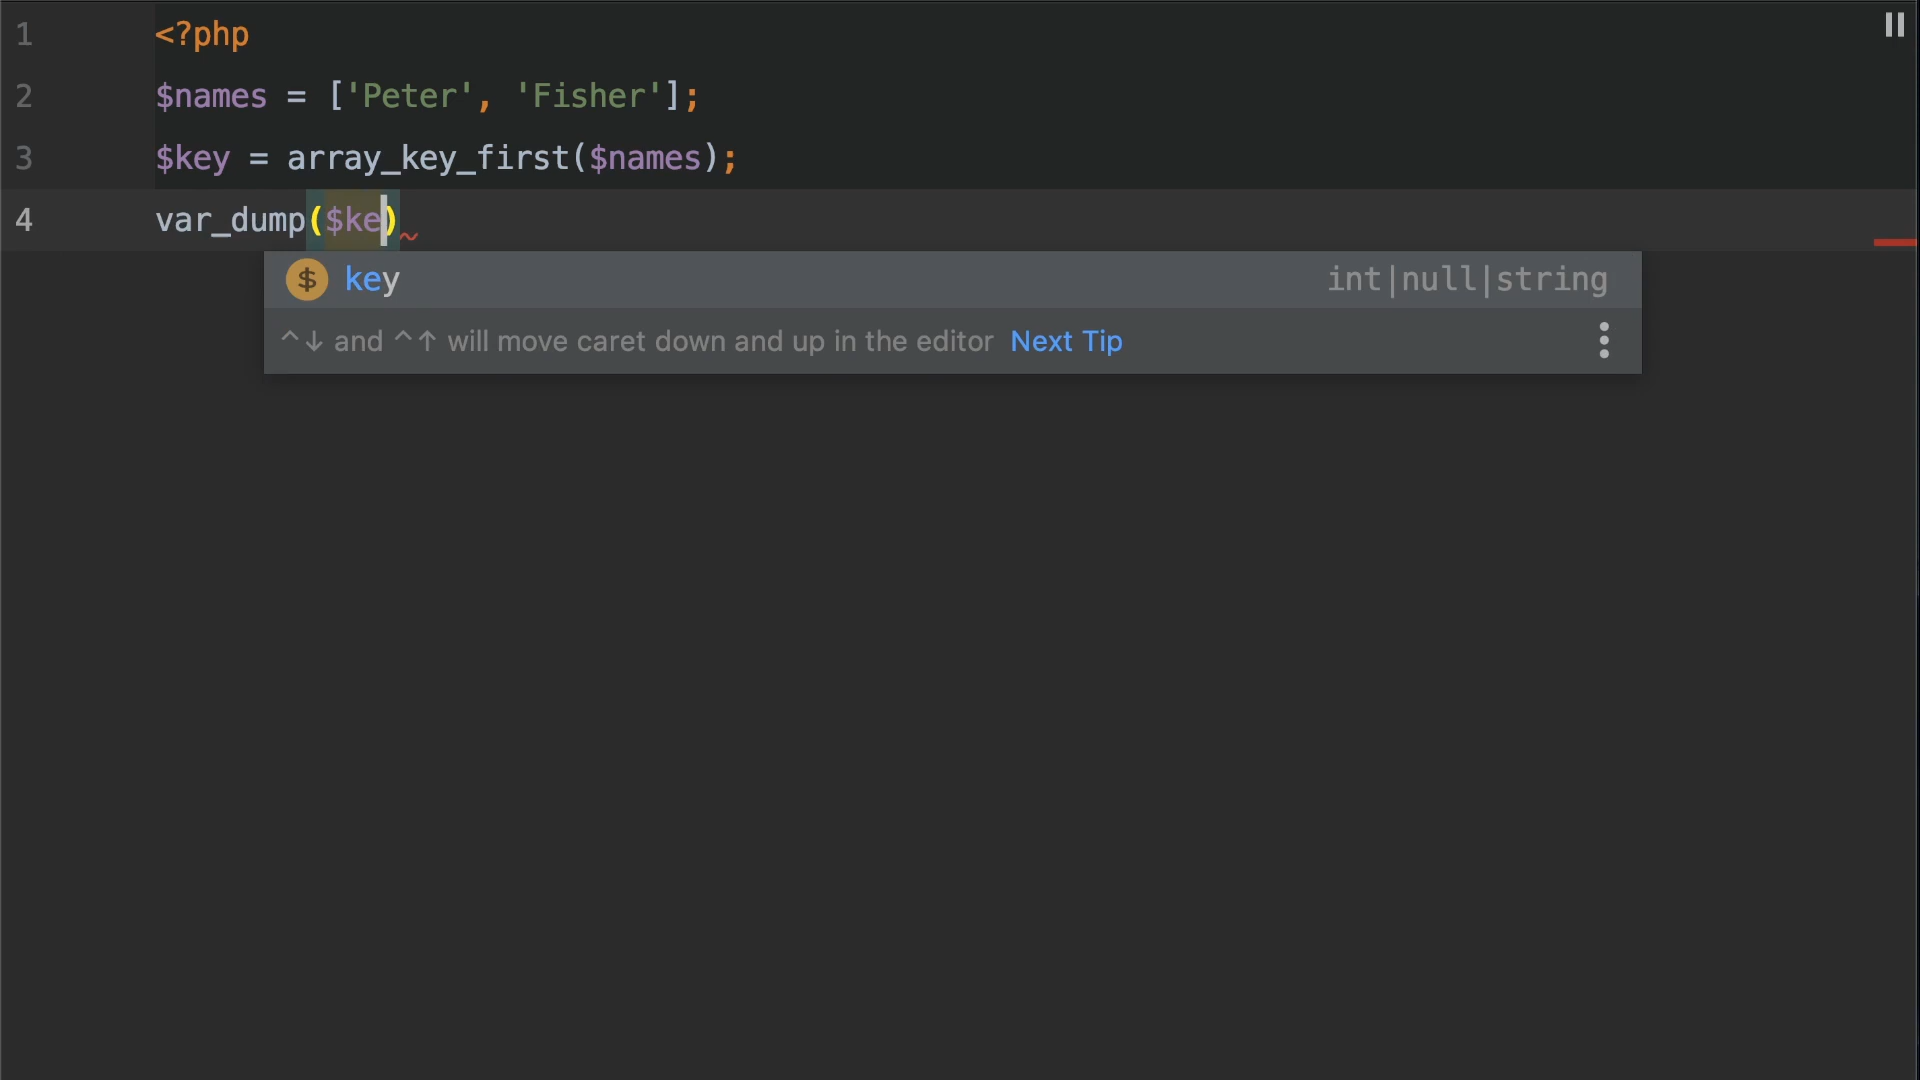 1 <?php
2 $names = ['Peter', 'Fisher'];
3 $key = array_key_first($names);
4 var_dump($ke)
$ key int|null|string
^↓ and ^↑ will move caret down and up in the editor Next Tip